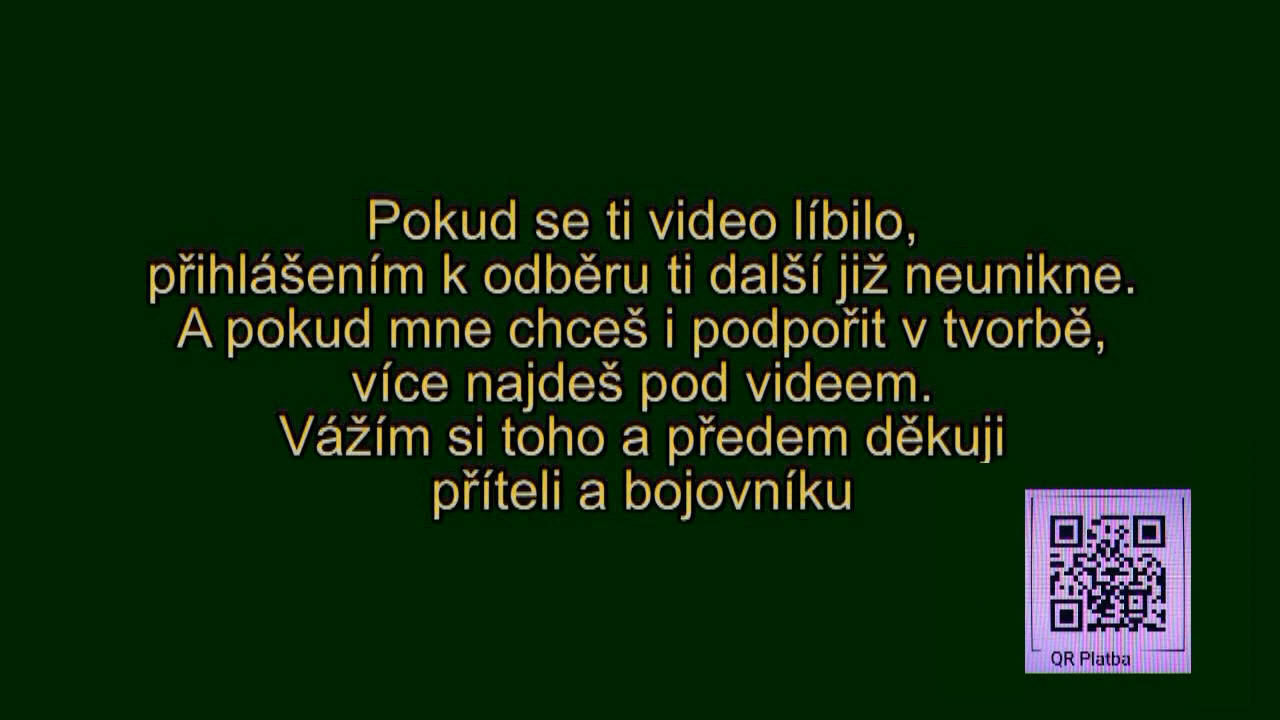 Pokud se ti video líbilo,
přihlášením k odběru ti další již neunikne.
A pokud mne chceš i podpořit v tvorbě,
více najdeš pod videem.
Vážím si toho a předem děkuji
příteli a bojovníku
QR Platba